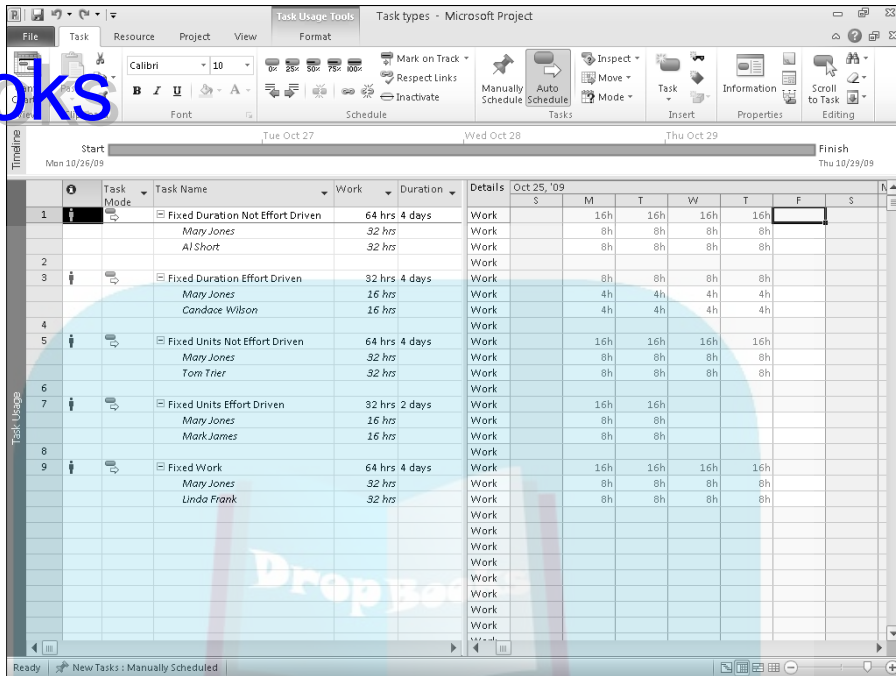 Task Usage Tools
Task types - Microsoft Project
File Task Resource Project View Format
Calibri 10
B I U A
Font
0% 25% 50% 75% 100%
Mark on Track
Respect Links
Inactivate
Schedule
Manually Schedule
Auto Schedule
Inspect
Move
Mode
Tasks
Task
Insert
Information
Properties
Scroll to Task
Editing
oks
Timeline
Tue Oct 27 Wed Oct 28 Thu Oct 29
Start Finish
Mon 10/26/09 Thu 10/29/09
Task Mode Task Name Work Duration Details Oct 25, '09
S M T W T F S
1 Fixed Duration Not Effort Driven 64 hrs 4 days Work 16h 16h 16h 16h
Mary Jones 32 hrs Work 8h 8h 8h 8h
Al Short 32 hrs Work 8h 8h 8h 8h
2 Work
3 Fixed Duration Effort Driven 32 hrs 4 days Work 8h 8h 8h 8h
Mary Jones 16 hrs Work 4h 4h 4h 4h
Candace Wilson 16 hrs Work 4h 4h 4h 4h
4 Work
5 Fixed Units Not Effort Driven 64 hrs 4 days Work 16h 16h 16h 16h
Mary Jones 32 hrs Work 8h 8h 8h 8h
Tom Trier 32 hrs Work 8h 8h 8h 8h
6 Work
7 Fixed Units Effort Driven 32 hrs 2 days Work 16h 16h
Mary Jones 16 hrs Work 8h 8h
Mark James 16 hrs Work 8h 8h
8 Work
9 Fixed Work 64 hrs 4 days Work 16h 16h 16h 16h
Mary Jones 32 hrs Work 8h 8h 8h 8h
Linda Frank 32 hrs Work 8h 8h 8h 8h
Work
Work
Work
Work
Work
Work
Work
Work
Task Usage
DropBooks
Ready New Tasks : Manually Scheduled